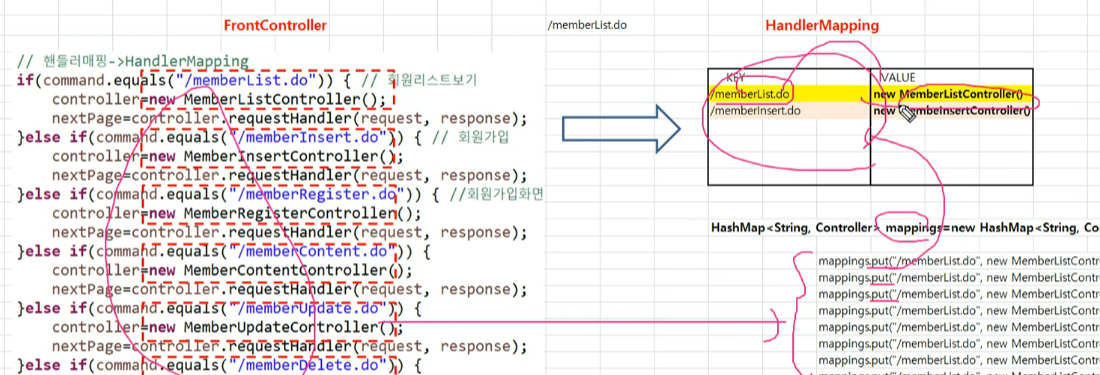 FrontController
/memberList.do
HandlerMapping
// 핸들러매핑->HandlerMapping
if(command.equals("/memberList.do")) { // 회원리스트보기
controller=new MemberListController();
nextPage=controller.requestHandler(request, response);
}else if(command.equals("/memberInsert.do")) { // 회원가입
controller=new MemberInsertController();
nextPage=controller.requestHandler(request, response);
}else if(command.equals("/memberRegister.do")) { //회원가입화면
controller=new MemberRegisterController();
nextPage=controller.requestHandler(request, response);
}else if(command.equals("/memberContent.do")) {
controller=new MemberContentController();
nextPage=controller.requestHandler(request, response);
}else if(command.equals("/memberUpdate.do")) {
controller=new MemberUpdateController();
nextPage=controller.requestHandler(request, response);
}else if(command.equals("/memberDelete.do")) {
KEY VALUE
/memberList.do new MemberListController()
/memberInsert.do new MembeInsertController()
HashMap<String, Controller> mappings=new HashMap<String, Co
mappings.put("/memberList.do", new MemberListContr
mappings.put("/memberList.do", new MemberListContr
mappings.put("/memberList.do", new MemberListContr
mappings.put("/memberList.do", new MemberListContr
mappings.put("/memberList.do", new MemberListContr
mappings.put("/memberList.do", new MemberListContr
mappings.put("/memberList.do", new MemberListContr